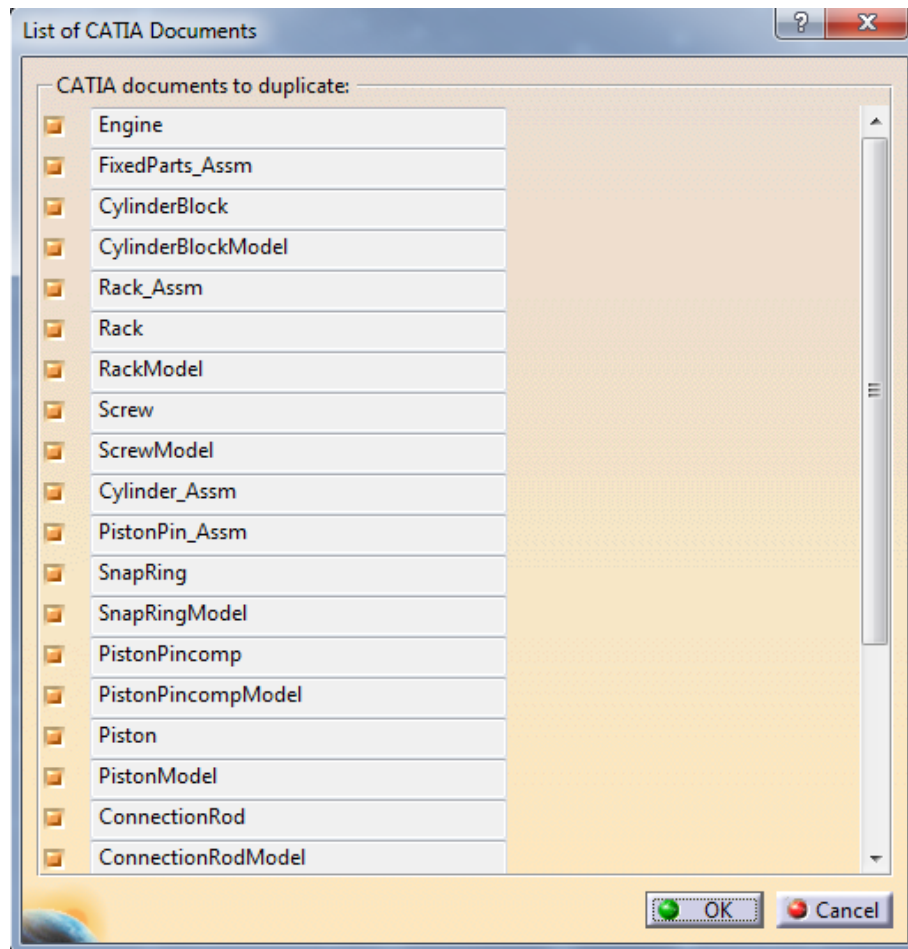 List of CATIA Documents
CATIA documents to duplicate:
Engine
FixedParts_Assm
CylinderBlock
CylinderBlockModel
Rack_Assm
Rack
RackModel
Screw
ScrewModel
Cylinder_Assm
PistonPin_Assm
SnapRing
SnapRingModel
PistonPincomp
PistonPincompModel
Piston
PistonModel
ConnectionRod
ConnectionRodModel
OK Cancel